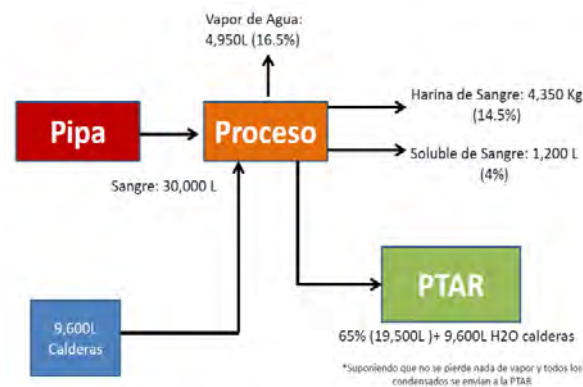 Vapor de Agua:
4,950L (16.5%)
Harina de Sangre: 4,350 Kg
(14.5%)
Pipa
Proceso
Soluble de Sangre: 1,200 L
(4%)
Sangre: 30,000 L
PTAR
9,600L
Calderas
65% (19,500L )+ 9,600L H2O calderas
*Suponiendo que no se pierde nada de vapor y todos los
condensados se envían a la PTAR